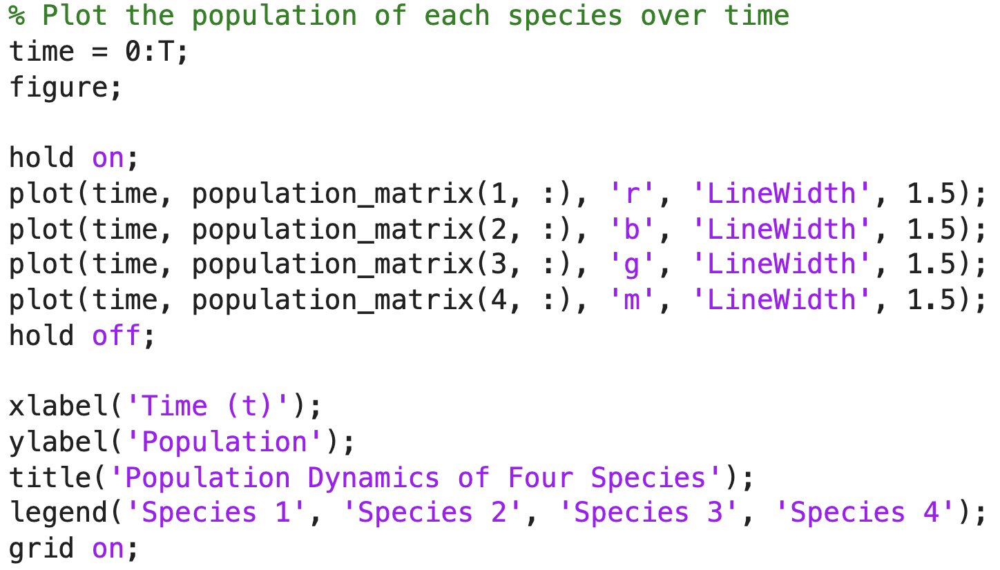 % Plot the population of each species over time
time = 0:T;
figure;
hold on;
plot(time, population_matrix(1, :), 'r', 'LineWidth', 1.5);
plot(time, population_matrix(2, :), 'b', 'LineWidth', 1.5);
plot(time, population_matrix(3, :), 'g', 'LineWidth', 1.5);
plot(time, population_matrix(4, :), 'm', 'LineWidth', 1.5);
hold off;
xlabel('Time (t)');
ylabel('Population');
title('Population Dynamics of Four Species');
legend('Species 1', 'Species 2', 'Species 3', 'Species 4');
grid on;